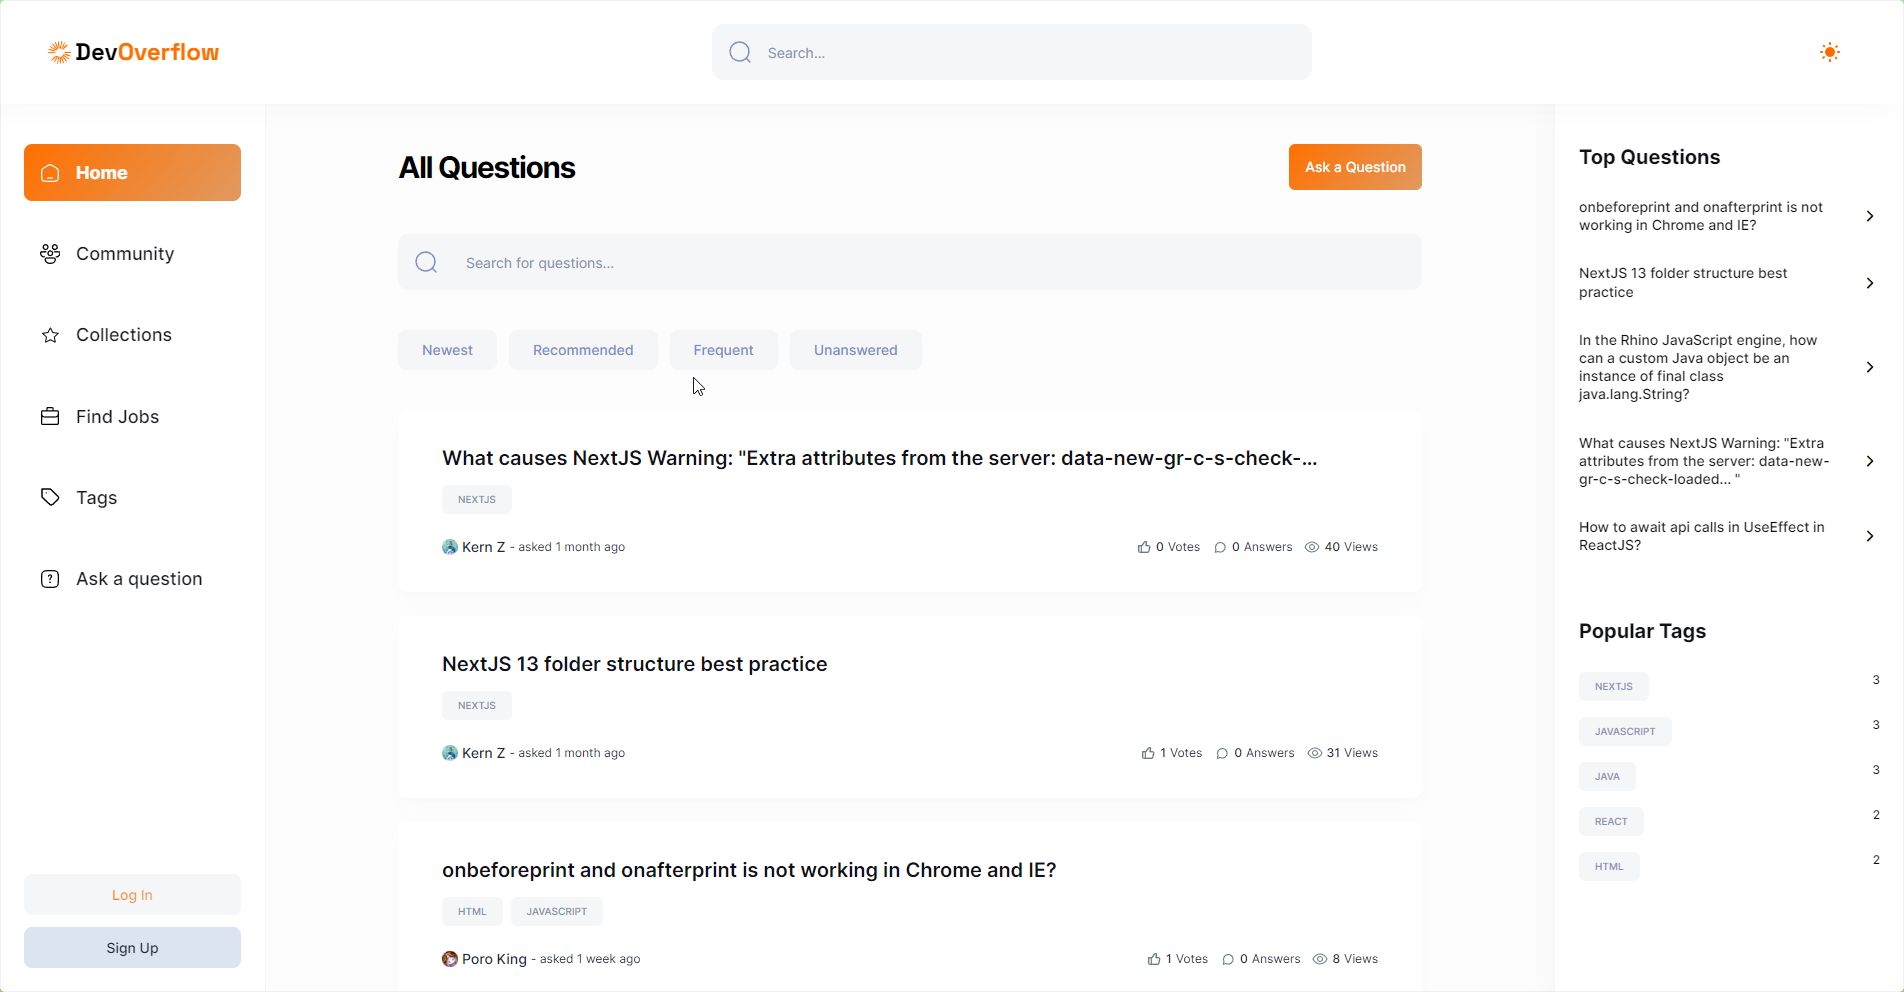 DevOverflow
Search...
Home
Community
Collections
Find Jobs
Tags
Ask a question
Log In
Sign Up
All Questions
Ask a Question
Search for questions...
Newest
Recommended
Frequent
Unanswered
What causes NextJS Warning: "Extra attributes from the server: data-new-gr-c-s-check-...
NEXTJS
Kern Z - asked 1 month ago
0 Votes
0 Answers
40 Views
NextJS 13 folder structure best practice
NEXTJS
Kern Z - asked 1 month ago
1 Votes
0 Answers
31 Views
onbeforeprint and onafterprint is not working in Chrome and IE?
HTML
JAVASCRIPT
Poro King - asked 1 week ago
1 Votes
0 Answers
8 Views
Top Questions
onbeforeprint and onafterprint is not
working in Chrome and IE?
NextJS 13 folder structure best
practice
In the Rhino JavaScript engine, how
can a custom Java object be an
instance of final class
java.lang.String?
What causes NextJS Warning: "Extra
attributes from the server: data-new-
gr-c-s-check-loaded... "
How to await api calls in UseEffect in
ReactJS?
Popular Tags
NEXTJS 3
JAVASCRIPT 3
JAVA 3
REACT 2
HTML 2